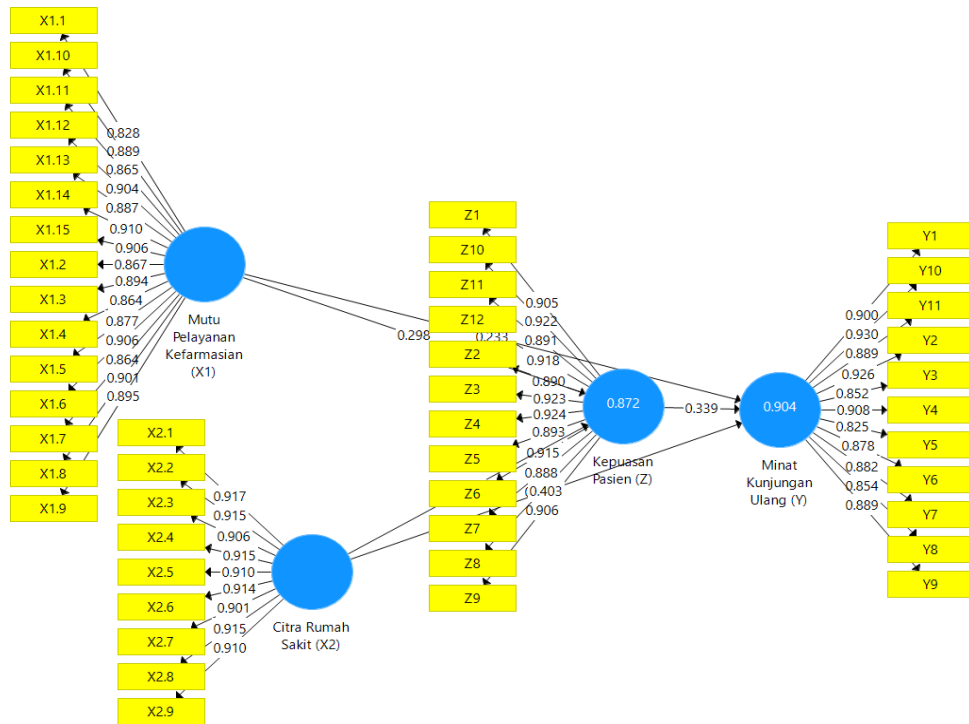 X1.1
X1.10
X1.11
X1.12
X1.13
X1.14
X1.15
X1.2
X1.3
X1.4
X1.5
X1.6
X1.7
X1.8
X1.9
0.828
0.889
0.865
0.904
0.887
0.910
0.906
0.867
0.894
0.864
0.877
0.906
0.864
0.901
0.895
Mutu
Pelayanan
Kefarmasian
(X1)
0.298
0.233
X2.1
X2.2
X2.3
X2.4
X2.5
X2.6
X2.7
X2.8
X2.9
0.917
0.915
0.906
0.915
0.910
0.914
0.901
0.915
0.910
Citra Rumah
Sakit (X2)
Z1
Z10
Z11
Z12
Z2
Z3
Z4
Z5
Z6
Z7
Z8
Z9
0.905
0.922
0.891
0.918
0.890
0.923
0.924
0.893
0.915
0.888
0.403
0.906
0.872
Kepuasan
Pasien (Z)
0.339
0.904
Minat
Kunjungan
Ulang (Y)
0.900
0.930
0.889
0.926
0.852
0.908
0.825
0.878
0.882
0.854
0.889
Y1
Y10
Y11
Y2
Y3
Y4
Y5
Y6
Y7
Y8
Y9